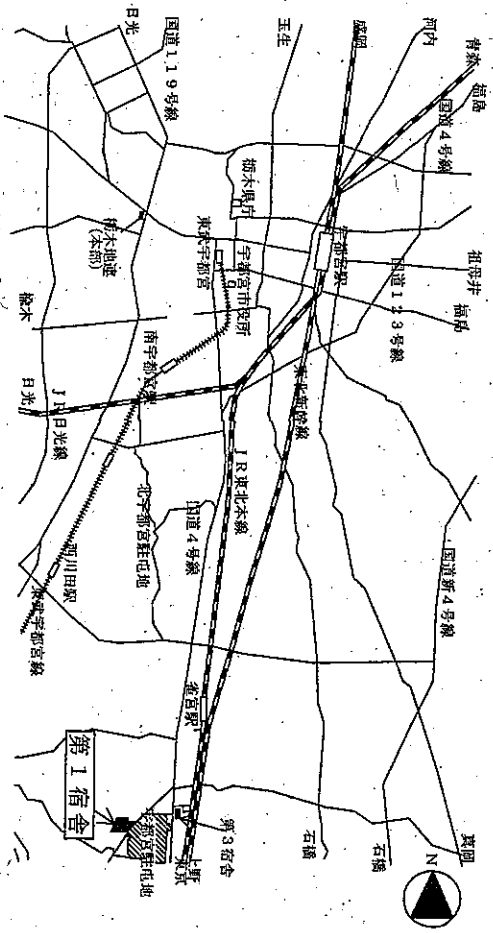 青森
福島
国道4号線
河内
盛岡
玉生
国道119号線
日光
祖母井
福島
国道123号線
宇都宮駅
栃木県庁
東武宇都宮
宇都宮市役所
栃木地連
(本部)
楡木
日光
JR日光線
南宇都宮駅
東北新幹線
JR東北本線
国道4号線
北宇都宮駐屯地
西川田駅
東武宇都宮線
国道新4号線
雀宮駅
第1宿舎
宇都宮駐屯地
上野
東京
第3宿舎
石橋
石橋
真岡
N